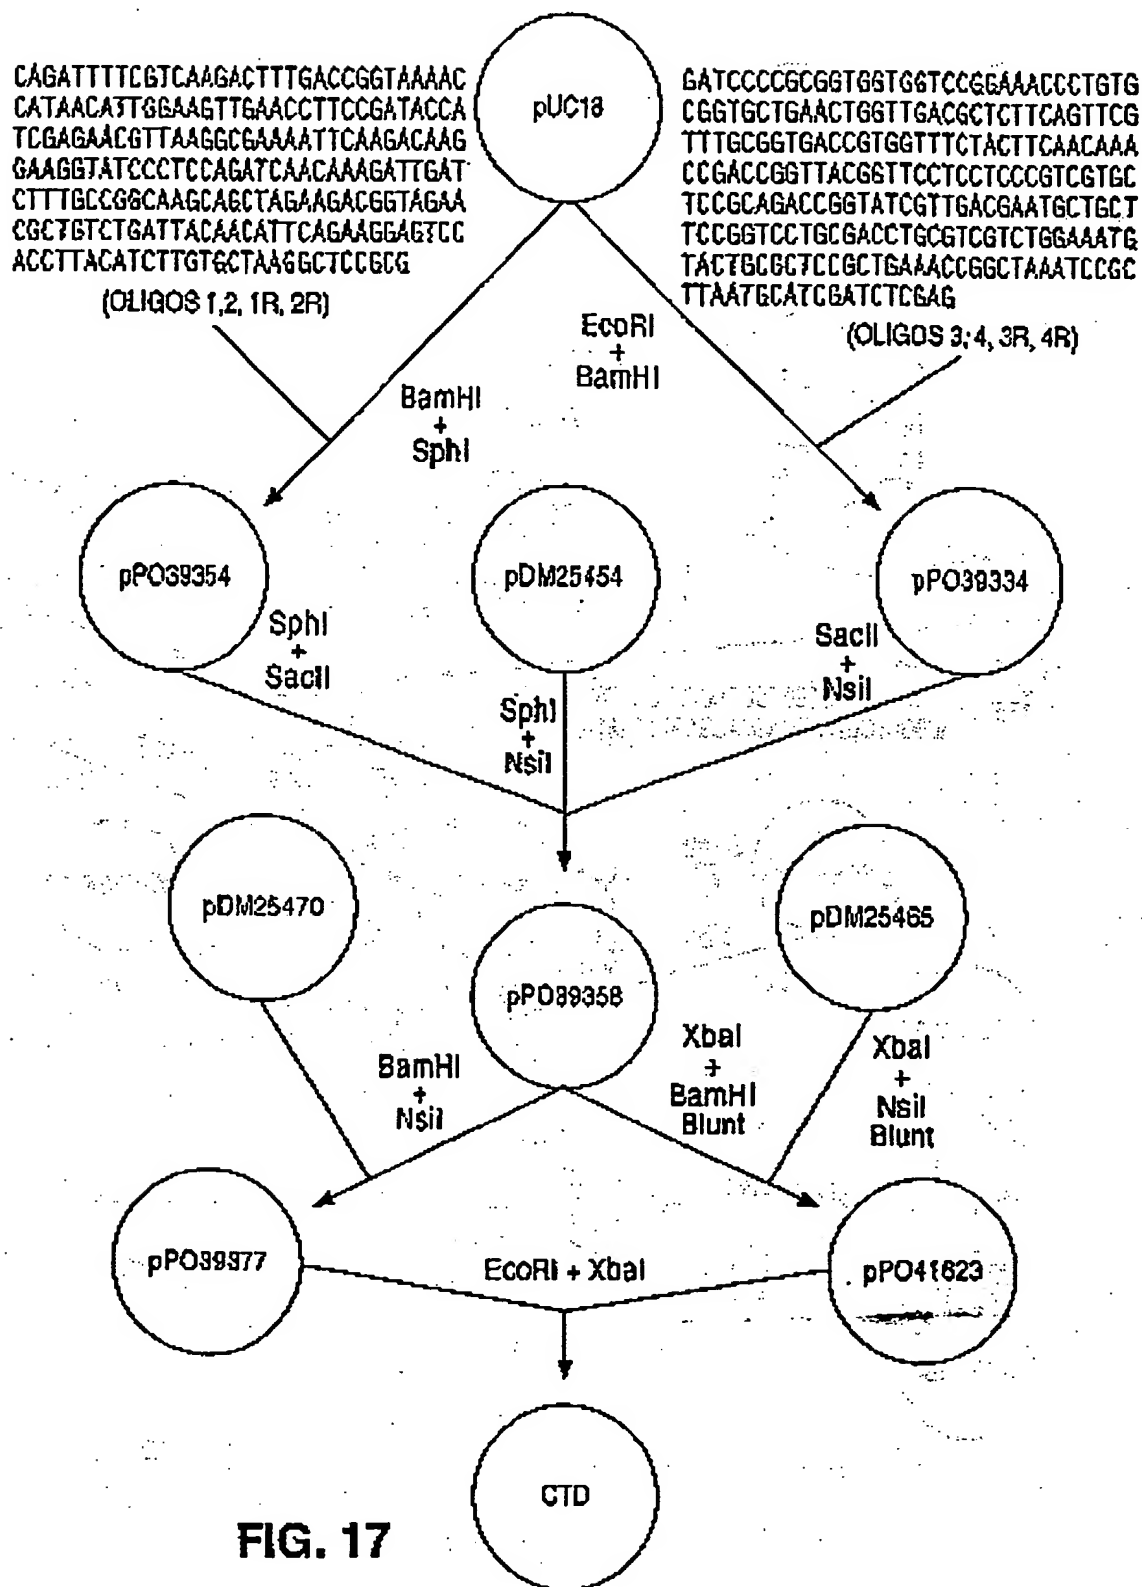 pUC18
CAGATTTTCGTCAAGACTTTGACCGGTAAAAC
CATAACATTGGAAGTTGAACCTTCCGATACCA
TCGAGAACGTTAAGGCGAAAATTCAAGACAAG
GAAGGTATCCCTCCAGATCAACAAAGATTGAT
CTTTGCCGGCAAGCAGCTAGAAGACGGTAGAA
CGCTGTCTGATTACAACATTCAGAAGGAGTCC
ACCTTACATCTTGTGCTAAGGCTCCGCG
(OLIGOS 1,2, 1R, 2R)
GATCCCCGCGGTGGTGGTCCGGAAACCCTGTG
CGGTGCTGAACTGGTTGACGCTCTTCAGTTCG
TTTGCGGTGACCGTGGTTTCTACTTCAACAAA
CCGACCGGTTACGGTTCCTCCTCCCGTCGTGC
TCCGCAGACCGGTATCGTTGACGAATGCTGCT
TCCGGTCCTGCGACCTGCGTCGTCTGGAAATG
TACTGCGCTCCGCTGAAACCGGCTAAATCCGC
TTAATGCATCGATCTCGAG
(OLIGOS 3, 4, 3R, 4R)
BamHI
+
SphI
EcoRI
+
BamHI
pPO39354
pDM25454
pPO39334
SphI
+
SacII
SphI
+
NsiI
SacII
+
NsiI
pDM25470
pPO39358
pDM25465
BamHI
+
NsiI
XbaI
+
BamHI
Blunt
XbaI
+
NsiI
Blunt
pPO39377
EcoRI + XbaI
pPO41623
CTD
FIG. 17